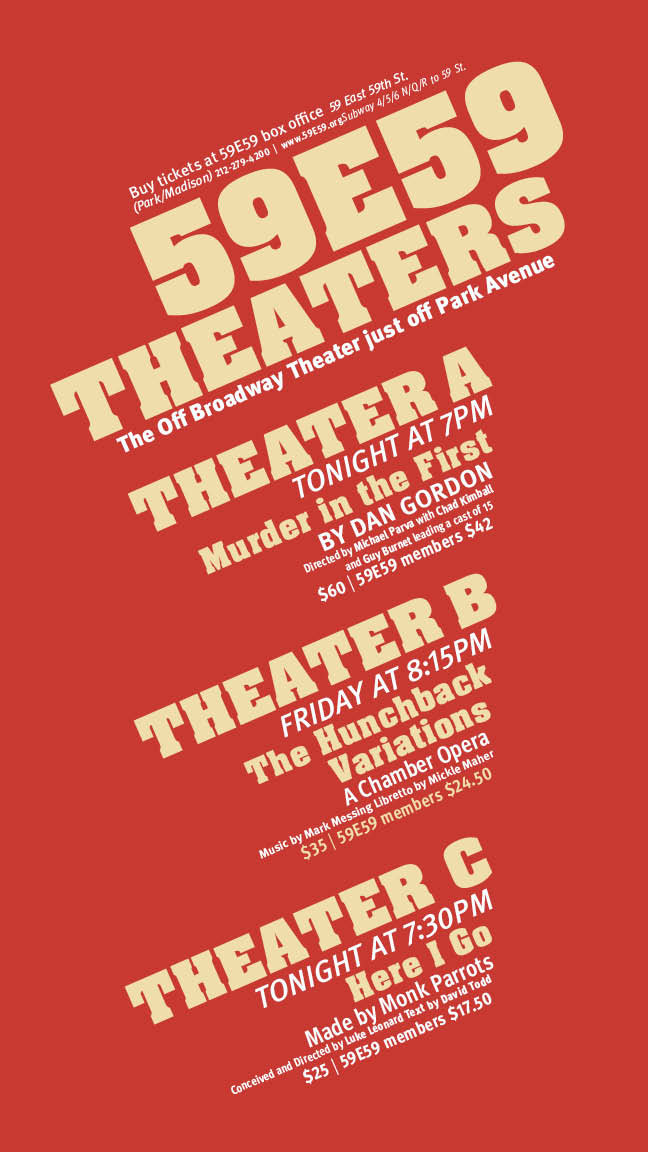 Buy tickets at 59E59 box office 59 East 59th St.
(Park/Madison) 212-279-4200 | www.59E59.orgSubway 4/5/6 N/Q/R to 59 St.
59E59
THEATERS
The Off Broadway Theater just off Park Avenue
THEATER A
TONIGHT AT 7PM
Murder in the First
BY DAN GORDON
Directed by Michael Parva with Chad Kimball
and Guy Burnet leading a cast of 15
$60 | 59E59 members $42
THEATER B
FRIDAY AT 8:15PM
The Hunchback
Variations
A Chamber Opera
Music by Mark Messing Libretto by Mickle Maher
$35 | 59E59 members $24.50
THEATER C
TONIGHT AT 7:30PM
Here I Go
Made by Monk Parrots
Conceived and Directed by Luke Leonard Text by David Todd
$25 | 59E59 members $17.50